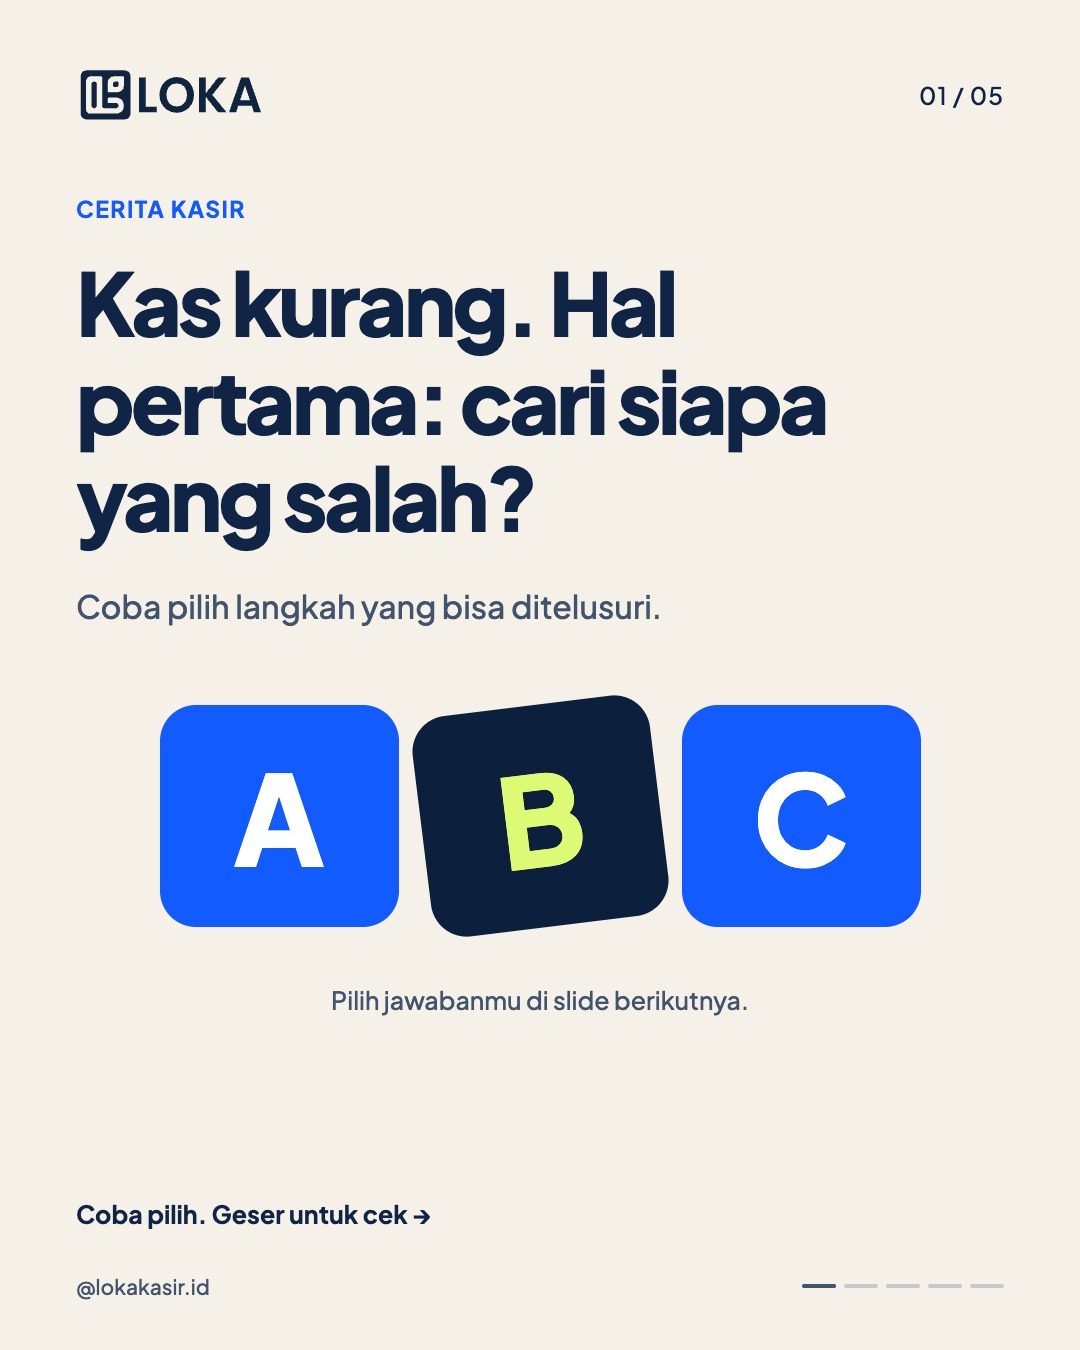 LOKA
01 / 05
CERITA KASIR
Kas kurang. Hal
pertama: cari siapa
yang salah?
Coba pilih langkah yang bisa ditelusuri.
A
B
C
Pilih jawabanmu di slide berikutnya.
Coba pilih. Geser untuk cek →
@lokakasir.id